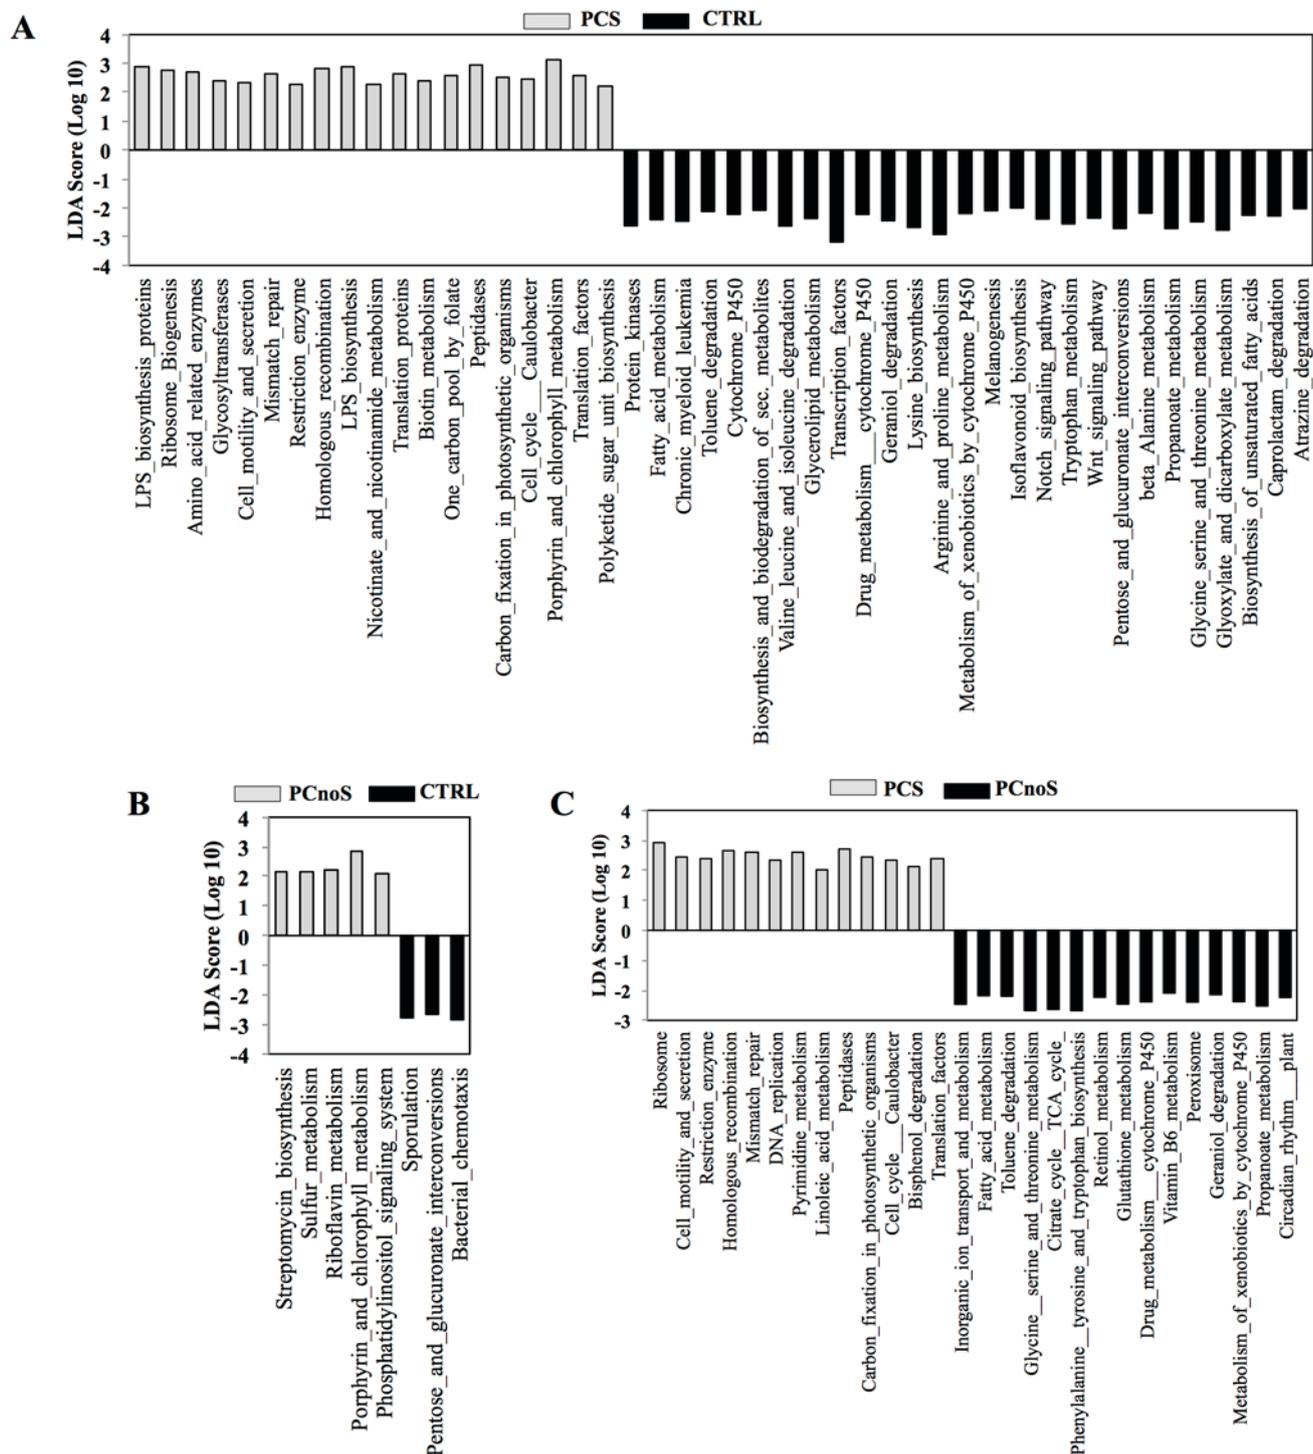 A
PCS CTRL
LDA Score (Log 10)
4
3
2
1
0
-1
-2
-3
-4
LPS_biosynthesis_proteins
Ribosome_Biogenesis
Amino_acid_related_enzymes
Glycosyltransferases
Cell_motility_and_secretion
Mismatch_repair
Restriction_enzyme
Homologous_recombination
LPS_biosynthesis
Nicotinate_and_nicotinamide_metabolism
Translation_proteins
Biotin_metabolism
One_carbon_pool_by_folate
Peptidases
Carbon_fixation_in_photosynthetic_organisms
Cell_cycle___Caulobacter
Porphyrin_and_chlorophyll_metabolism
Translation_factors
Polyketide_sugar_unit_biosynthesis
Protein_kinases
Fatty_acid_metabolism
Chronic_myeloid_leukemia
Toluene_degradation
Cytochrome_P450
Biosynthesis_and_biodegradation_of_sec._metabolites
Valine_leucine_and_isoleucine_degradation
Glycerolipid_metabolism
Transcription_factors
Drug_metabolism___cytochrome_P450
Geraniol_degradation
Lysine_biosynthesis
Arginine_and_proline_metabolism
Metabolism_of_xenobiotics_by_cytochrome_P450
Melanogenesis
Isoflavonoid_biosynthesis
Notch_signaling_pathway
Tryptophan_metabolism
Wnt_signaling_pathway
Pentose_and_glucuronate_interconversions
beta_Alanine_metabolism
Propanoate_metabolism
Glycine_serine_and_threonine_metabolism
Glyoxylate_and_dicarboxylate_metabolism
Biosynthesis_of_unsaturated_fatty_acids
Caprolactam_degradation
Atrazine_degradation
B
PCnoS CTRL
LDA Score (Log 10)
4
3
2
1
0
-1
-2
-3
-4
Streptomycin_biosynthesis
Sulfur_metabolism
Riboflavin_metabolism
Porphyrin_and_chlorophyll_metabolism
Phosphatidylinositol_signaling_system
Sporulation
Pentose_and_glucuronate_interconversions
Bacterial_chemotaxis
C
PCS PCnoS
LDA Score (Log 10)
4
3
2
1
0
-1
-2
-3
Ribosome
Cell_motility_and_secretion
Restriction_enzyme
Homologous_recombination
Mismatch_repair
DNA_replication
Pyrimidine_metabolism
Linoleic_acid_metabolism
Peptidases
Carbon_fixation_in_photosynthetic_organisms
Cell_cycle___Caulobacter
Bisphenol_degradation
Translation_factors
Inorganic_ion_transport_and_metabolism
Fatty_acid_metabolism
Toluene_degradation
Glycine__serine_and_threonine_metabolism
Citrate_cycle__TCA_cycle_
Phenylalanine__tyrosine_and_tryptophan_biosynthesis
Retinol_metabolism
Glutathione_metabolism
Drug_metabolism___cytochrome_P450
Vitamin_B6_metabolism
Peroxisome
Geraniol_degradation
Metabolism_of_xenobiotics_by_cytochrome_P450
Propanoate_metabolism
Circadian_rhythm___plant